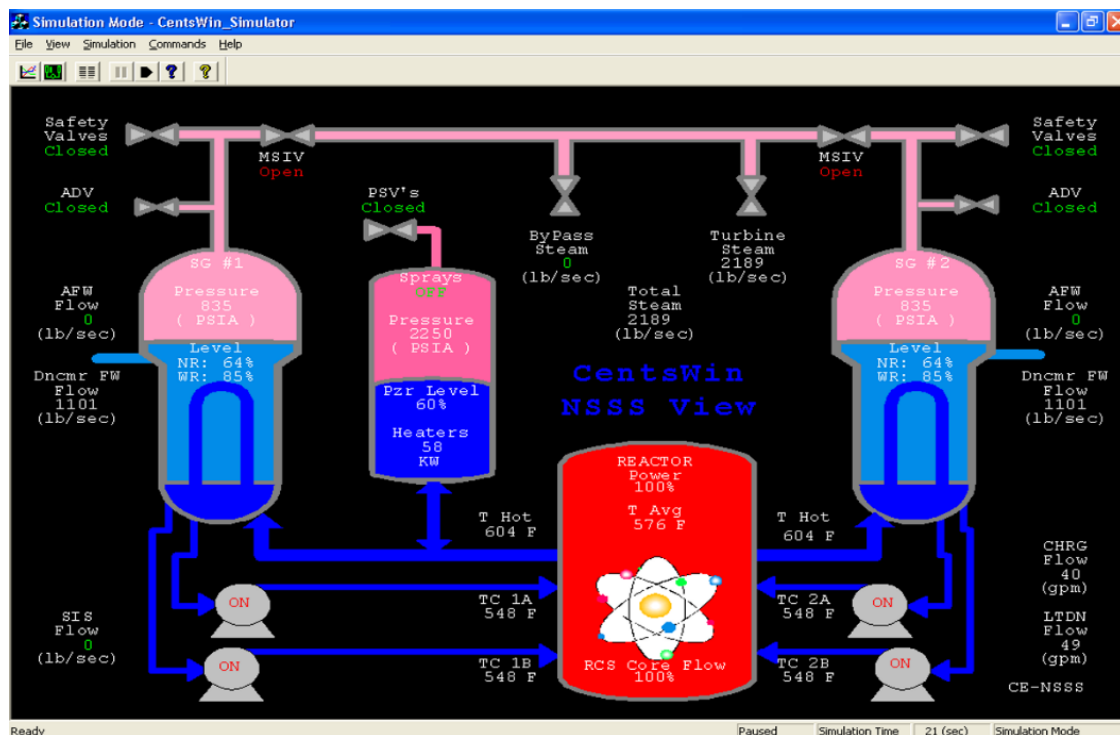 Simulation Mode - CentsWin_Simulator
File View Simulation Commands Help
Safety
Valves
Closed
MSIV
Open
ADV
Closed
PSV's
Closed
ByPass
Steam
0
(lb/sec)
Turbine
Steam
2189
(lb/sec)
Total
Steam
2189
(lb/sec)
MSIV
Open
Safety
Valves
Closed
ADV
Closed
SG #1
Pressure
835
( PSIA )
Level
NR: 64%
WR: 85%
AFW
Flow
0
(lb/sec)
Dncmr FW
Flow
1101
(lb/sec)
Sprays
OFF
Pressure
2250
( PSIA )
Pzr Level
60%
Heaters
58
KW
CentsWin
NSSS View
SG #2
Pressure
835
( PSIA )
Level
NR: 64%
WR: 85%
AFW
Flow
0
(lb/sec)
Dncmr FW
Flow
1101
(lb/sec)
REACTOR
Power
100%
T Avg
576 F
RCS Core Flow
100%
T Hot
604 F
T Hot
604 F
ON
TC 1A
548 F
TC 2A
548 F
ON
SIS
Flow
0
(lb/sec)
ON
TC 1B
548 F
TC 2B
548 F
ON
CHRG
Flow
40
(gpm)
LTDN
Flow
49
(gpm)
CE-NSSS
Ready Paused Simulation Time 21 (sec) Simulation Mode